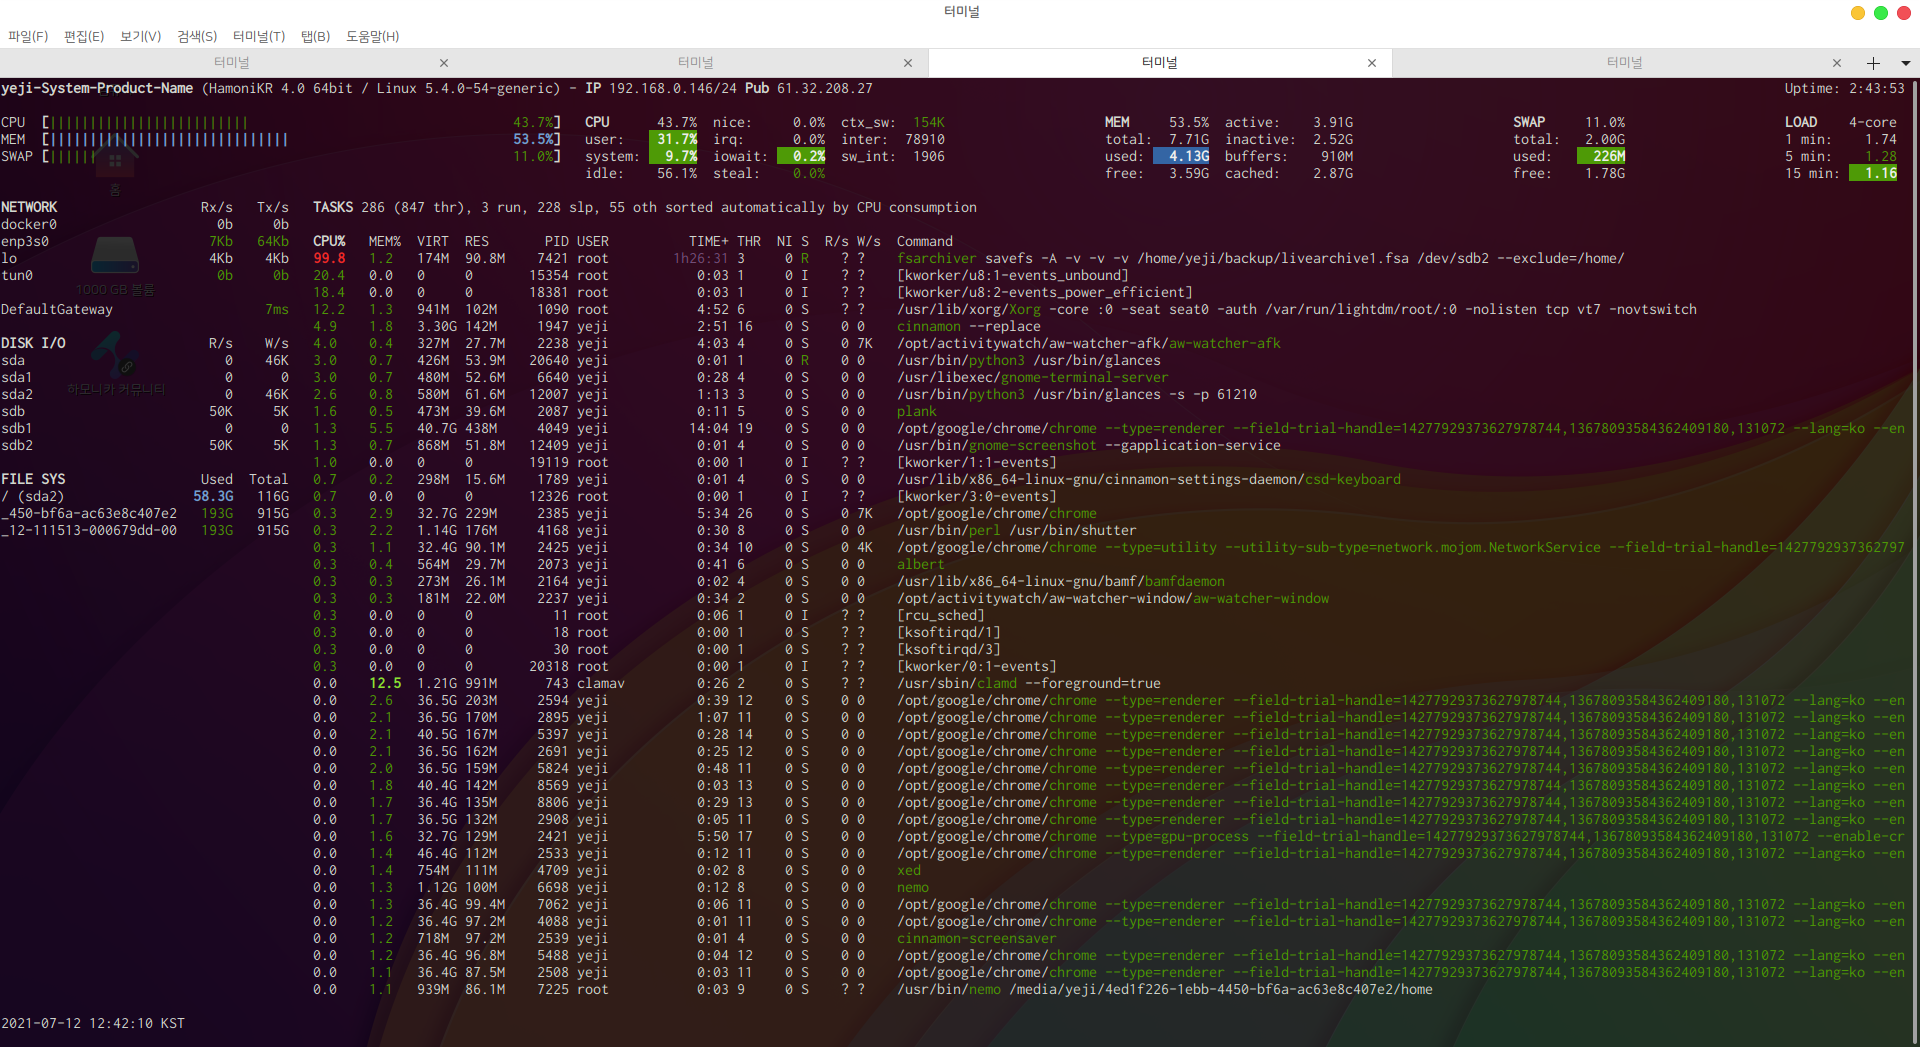 터미널
파일(F) 편집(E) 보기(V) 검색(S) 터미널(T) 탭(B) 도움말(H)
터미널 × 터미널 × 터미널 × 터미널 × +
yeji-System-Product-Name (HamoniKR 4.0 64bit / Linux 5.4.0-54-generic) - IP 192.168.0.146/24 Pub 61.32.208.27 Uptime: 2:43:53
CPU [||||||||||||||||||||||||| 43.7%] CPU 43.7% nice: 0.0% ctx_sw: 154K MEM 53.5% active: 3.91G SWAP 11.0% LOAD 4-core
MEM [|||||||||||||||||||||||||||||| 53.5%] user: 31.7% irq: 0.0% inter: 78910 total: 7.71G inactive: 2.52G total: 2.00G 1 min: 1.74
SWAP [|||||| 11.0%] system: 9.7% iowait: 0.2% sw_int: 1906 used: 4.13G buffers: 910M used: 226M 5 min: 1.28
idle: 56.1% steal: 0.0% free: 3.59G cached: 2.87G free: 1.78G 15 min: 1.16
홈
NETWORK Rx/s Tx/s TASKS 286 (847 thr), 3 run, 228 slp, 55 oth sorted automatically by CPU consumption
docker0 0b 0b
enp3s0 7Kb 64Kb CPU% MEM% VIRT RES PID USER TIME+ THR NI S R/s W/s Command
lo 4Kb 4Kb 99.8 1.2 174M 90.8M 7421 root 1h26:31 3 0 R ? ? fsarchiver savefs -A -v -v -v /home/yeji/backup/livearchive1.fsa /dev/sdb2 --exclude=/home/
tun0 0b 0b 20.4 0.0 0 0 15354 root 0:03 1 0 I ? ? [kworker/u8:1-events_unbound]
1000 GB 볼륨 18.4 0.0 0 0 18381 root 0:03 1 0 I ? ? [kworker/u8:2-events_power_efficient]
DefaultGateway 7ms 12.2 1.3 941M 102M 1090 root 4:52 6 0 S ? ? /usr/lib/xorg/Xorg -core :0 -seat seat0 -auth /var/run/lightdm/root/:0 -nolisten tcp vt7 -novtswitch
4.9 1.8 3.30G 142M 1947 yeji 2:51 16 0 S 0 0 cinnamon --replace
DISK I/O R/s W/s 4.0 0.4 327M 27.7M 2238 yeji 4:03 4 0 S 0 7K /opt/activitywatch/aw-watcher-afk/aw-watcher-afk
sda 0 46K 3.0 0.7 426M 53.9M 20640 yeji 0:01 1 0 R 0 0 /usr/bin/python3 /usr/bin/glances
sda1 0 0 3.0 0.7 480M 52.6M 6640 yeji 0:28 4 0 S 0 0 /usr/libexec/gnome-terminal-server
하모니카 커뮤니티
sda2 0 46K 2.6 0.8 580M 61.6M 12007 yeji 1:13 3 0 S 0 0 /usr/bin/python3 /usr/bin/glances -s -p 61210
sdb 50K 5K 1.6 0.5 473M 39.6M 2087 yeji 0:11 5 0 S 0 0 plank
sdb1 0 0 1.3 5.5 40.7G 438M 4049 yeji 14:04 19 0 S 0 0 /opt/google/chrome/chrome --type=renderer --field-trial-handle=14277929373627978744,13678093584362409180,131072 --lang=ko --en
sdb2 50K 5K 1.3 0.7 868M 51.8M 12409 yeji 0:01 4 0 S 0 0 /usr/bin/gnome-screenshot --gapplication-service
1.0 0.0 0 0 19119 root 0:00 1 0 I ? ? [kworker/1:1-events]
FILE SYS Used Total 0.7 0.2 298M 15.6M 1789 yeji 0:01 4 0 S 0 0 /usr/lib/x86_64-linux-gnu/cinnamon-settings-daemon/csd-keyboard
/ (sda2) 58.3G 116G 0.7 0.0 0 0 12326 root 0:00 1 0 I ? ? [kworker/3:0-events]
_450-bf6a-ac63e8c407e2 193G 915G 0.3 2.9 32.7G 229M 2385 yeji 5:34 26 0 S 0 7K /opt/google/chrome/chrome
_12-111513-000679dd-00 193G 915G 0.3 2.2 1.14G 176M 4168 yeji 0:30 8 0 S 0 0 /usr/bin/perl /usr/bin/shutter
0.3 1.1 32.4G 90.1M 2425 yeji 0:34 10 0 S 0 4K /opt/google/chrome/chrome --type=utility --utility-sub-type=network.mojom.NetworkService --field-trial-handle=1427792937362797
0.3 0.4 564M 29.7M 2073 yeji 0:41 6 0 S 0 0 albert
0.3 0.3 273M 26.1M 2164 yeji 0:02 4 0 S 0 0 /usr/lib/x86_64-linux-gnu/bamf/bamfdaemon
0.3 0.3 181M 22.0M 2237 yeji 0:34 2 0 S 0 0 /opt/activitywatch/aw-watcher-window/aw-watcher-window
0.3 0.0 0 0 11 root 0:06 1 0 I ? ? [rcu_sched]
0.3 0.0 0 0 18 root 0:00 1 0 S ? ? [ksoftirqd/1]
0.3 0.0 0 0 30 root 0:00 1 0 S ? ? [ksoftirqd/3]
0.3 0.0 0 0 20318 root 0:00 1 0 I ? ? [kworker/0:1-events]
0.0 12.5 1.21G 991M 743 clamav 0:26 2 0 S ? ? /usr/sbin/clamd --foreground=true
0.0 2.6 36.5G 203M 2594 yeji 0:39 12 0 S 0 0 /opt/google/chrome/chrome --type=renderer --field-trial-handle=14277929373627978744,13678093584362409180,131072 --lang=ko --en
0.0 2.1 36.5G 170M 2895 yeji 1:07 11 0 S 0 0 /opt/google/chrome/chrome --type=renderer --field-trial-handle=14277929373627978744,13678093584362409180,131072 --lang=ko --en
0.0 2.1 40.5G 167M 5397 yeji 0:28 14 0 S 0 0 /opt/google/chrome/chrome --type=renderer --field-trial-handle=14277929373627978744,13678093584362409180,131072 --lang=ko --en
0.0 2.1 36.5G 162M 2691 yeji 0:25 12 0 S 0 0 /opt/google/chrome/chrome --type=renderer --field-trial-handle=14277929373627978744,13678093584362409180,131072 --lang=ko --en
0.0 2.0 36.5G 159M 5824 yeji 0:48 11 0 S 0 0 /opt/google/chrome/chrome --type=renderer --field-trial-handle=14277929373627978744,13678093584362409180,131072 --lang=ko --en
0.0 1.8 40.4G 142M 8569 yeji 0:03 13 0 S 0 0 /opt/google/chrome/chrome --type=renderer --field-trial-handle=14277929373627978744,13678093584362409180,131072 --lang=ko --en
0.0 1.7 36.4G 135M 8806 yeji 0:29 13 0 S 0 0 /opt/google/chrome/chrome --type=renderer --field-trial-handle=14277929373627978744,13678093584362409180,131072 --lang=ko --en
0.0 1.7 36.5G 132M 2908 yeji 0:05 11 0 S 0 0 /opt/google/chrome/chrome --type=renderer --field-trial-handle=14277929373627978744,13678093584362409180,131072 --lang=ko --en
0.0 1.6 32.7G 129M 2421 yeji 5:50 17 0 S 0 0 /opt/google/chrome/chrome --type=gpu-process --field-trial-handle=14277929373627978744,13678093584362409180,131072 --enable-cr
0.0 1.4 46.4G 112M 2533 yeji 0:12 11 0 S 0 0 /opt/google/chrome/chrome --type=renderer --field-trial-handle=14277929373627978744,13678093584362409180,131072 --lang=ko --en
0.0 1.4 754M 111M 4709 yeji 0:02 8 0 S 0 0 xed
0.0 1.3 1.12G 100M 6698 yeji 0:12 8 0 S 0 0 nemo
0.0 1.3 36.4G 99.4M 7062 yeji 0:06 11 0 S 0 0 /opt/google/chrome/chrome --type=renderer --field-trial-handle=14277929373627978744,13678093584362409180,131072 --lang=ko --en
0.0 1.2 36.4G 97.2M 4088 yeji 0:01 11 0 S 0 0 /opt/google/chrome/chrome --type=renderer --field-trial-handle=14277929373627978744,13678093584362409180,131072 --lang=ko --en
0.0 1.2 718M 97.2M 2539 yeji 0:01 4 0 S 0 0 cinnamon-screensaver
0.0 1.2 36.4G 96.8M 5488 yeji 0:04 12 0 S 0 0 /opt/google/chrome/chrome --type=renderer --field-trial-handle=14277929373627978744,13678093584362409180,131072 --lang=ko --en
0.0 1.1 36.4G 87.5M 2508 yeji 0:03 11 0 S 0 0 /opt/google/chrome/chrome --type=renderer --field-trial-handle=14277929373627978744,13678093584362409180,131072 --lang=ko --en
0.0 1.1 939M 86.1M 7225 root 0:03 9 0 S ? ? /usr/bin/nemo /media/yeji/4ed1f226-1ebb-4450-bf6a-ac63e8c407e2/home
2021-07-12 12:42:10 KST